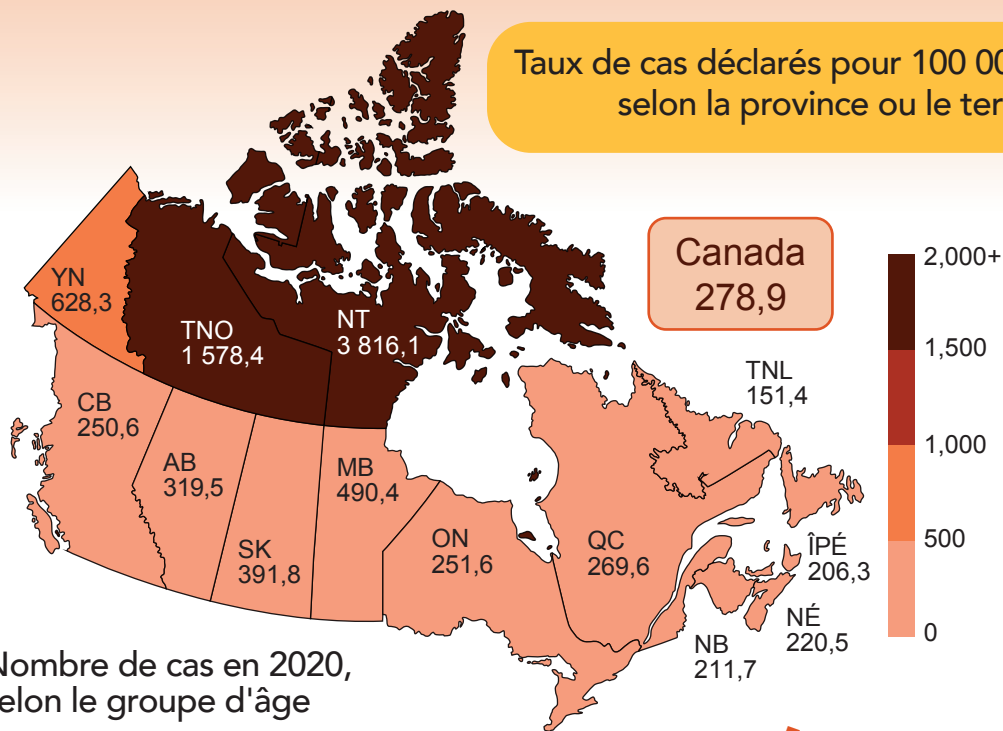 Taux de cas déclarés pour 100 00
selon la province ou le ter
Canada
278,9
2,000+
1,500
1,000
500
0
YN
628,3
TNO
1 578,4
NT
3 816,1
TNL
151,4
CB
250,6
AB
319,5
SK
391,8
MB
490,4
ON
251,6
QC
269,6
ÎPÉ
206,3
NÉ
220,5
NB
211,7
Nombre de cas en 2020,
selon le groupe d'âge